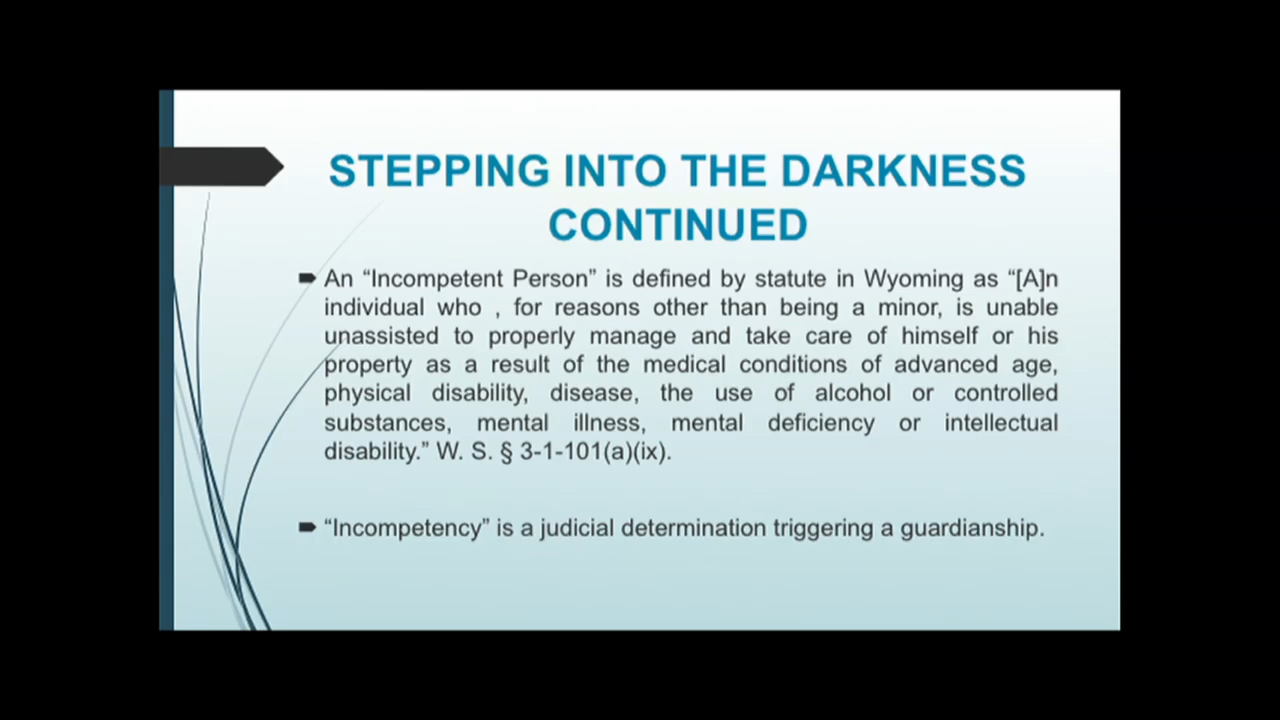 STEPPING INTO THE DARKNESS
CONTINUED
An “Incompetent Person” is defined by statute in Wyoming as “[A]n
individual who , for reasons other than being a minor, is unable
unassisted to properly manage and take care of himself or his
property as a result of the medical conditions of advanced age,
physical disability, disease, the use of alcohol or controlled
substances, mental illness, mental deficiency or intellectual
disability.” W. S. § 3-1-101(a)(ix).
“Incompetency” is a judicial determination triggering a guardianship.